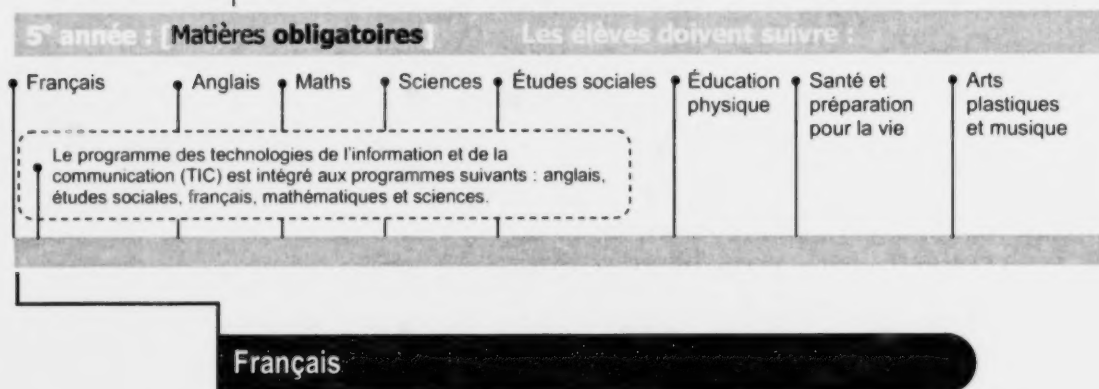 5e année : [Matières obligatoires] Les élèves doivent suivre :
Français
Anglais
Maths
Sciences
Études sociales
Éducation
physique
Santé et
préparation
pour la vie
Arts
plastiques
et musique
Le programme des technologies de l'information et de la
communication (TIC) est intégré aux programmes suivants : anglais,
études sociales, français, mathématiques et sciences.
Français